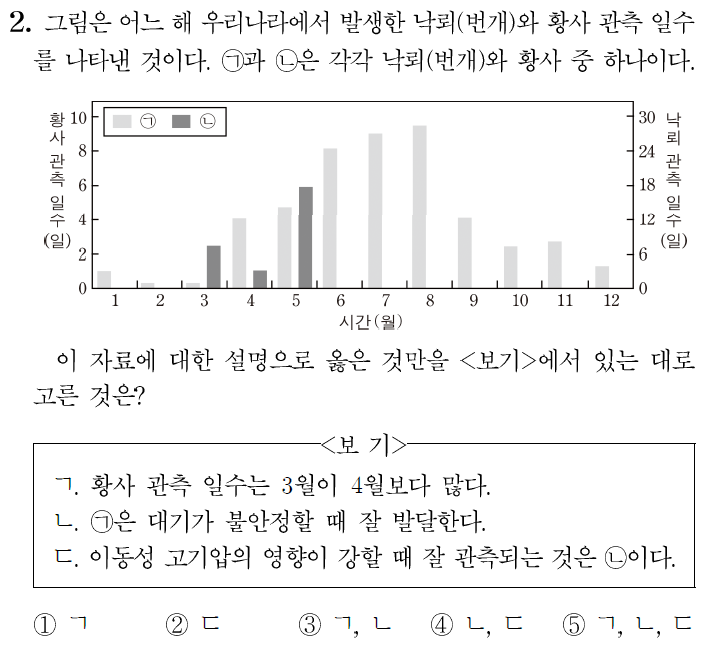 2. 그림은 어느 해 우리나라에서 발생한 낙뢰(번개)와 황사 관측 일수
를 나타낸 것이다. ㉠과 ㉡은 각각 낙뢰(번개)와 황사 중 하나이다.
황사 관측 일수(일)
10
8
6
4
2
0
㉠ ㉡
30
24
18
12
6
0
낙뢰 관측 일수(일)
1 2 3 4 5 6 7 8 9 10 11 12
시간(월)
이 자료에 대한 설명으로 옳은 것만을 <보기>에서 있는 대로
고른 것은?
<보 기>
ㄱ. 황사 관측 일수는 3월이 4월보다 많다.
ㄴ. ㉠은 대기가 불안정할 때 잘 발달한다.
ㄷ. 이동성 고기압의 영향이 강할 때 잘 관측되는 것은 ㉡이다.
① ㄱ ② ㄷ ③ ㄱ, ㄴ ④ ㄴ, ㄷ ⑤ ㄱ, ㄴ, ㄷ